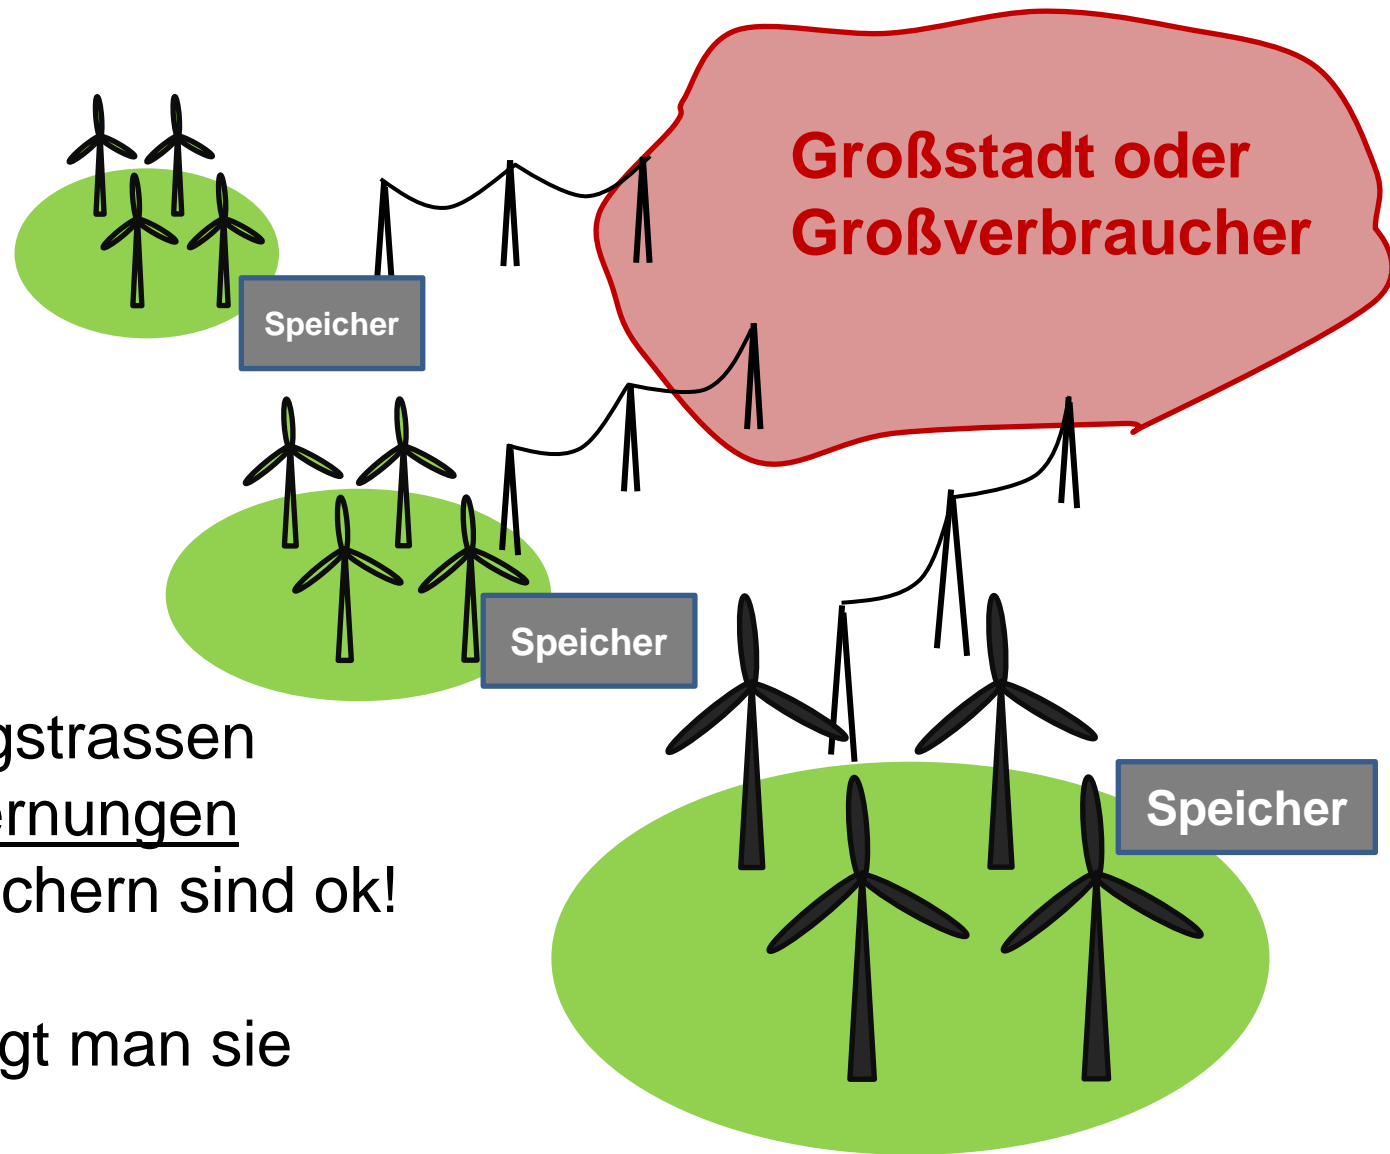 Großstadt oder
Großverbraucher
Speicher
Speicher
Speicher
gstrassen
ernungen
chern sind ok!
gt man sie